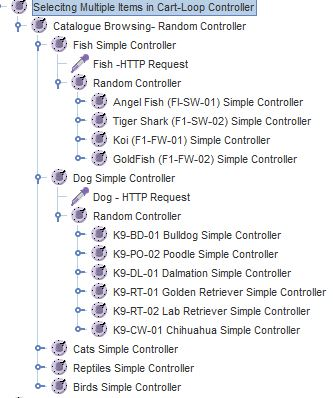 Selecitng Multiple Items in Cart-Loop Controller
Catalogue Browsing- Random Controller
Fish Simple Controller
Fish -HTTP Request
Random Controller
Angel Fish (FI-SW-01) Simple Controller
Tiger Shark (F1-SW-02) Simple Controller
Koi (F1-FW-01) Simple Controller
GoldFish (F1-FW-02) Simple Controller
Dog Simple Controller
Dog - HTTP Request
Random Controller
K9-BD-01 Bulldog Simple Controller
K9-PO-02 Poodle Simple Controller
K9-DL-01 Dalmation Simple Controller
K9-RT-01 Golden Retriever Simple Controller
K9-RT-02 Lab Retriever Simple Controller
K9-CW-01 Chihuahua Simple Controller
Cats Simple Controller
Reptiles Simple Controller
Birds Simple Controller